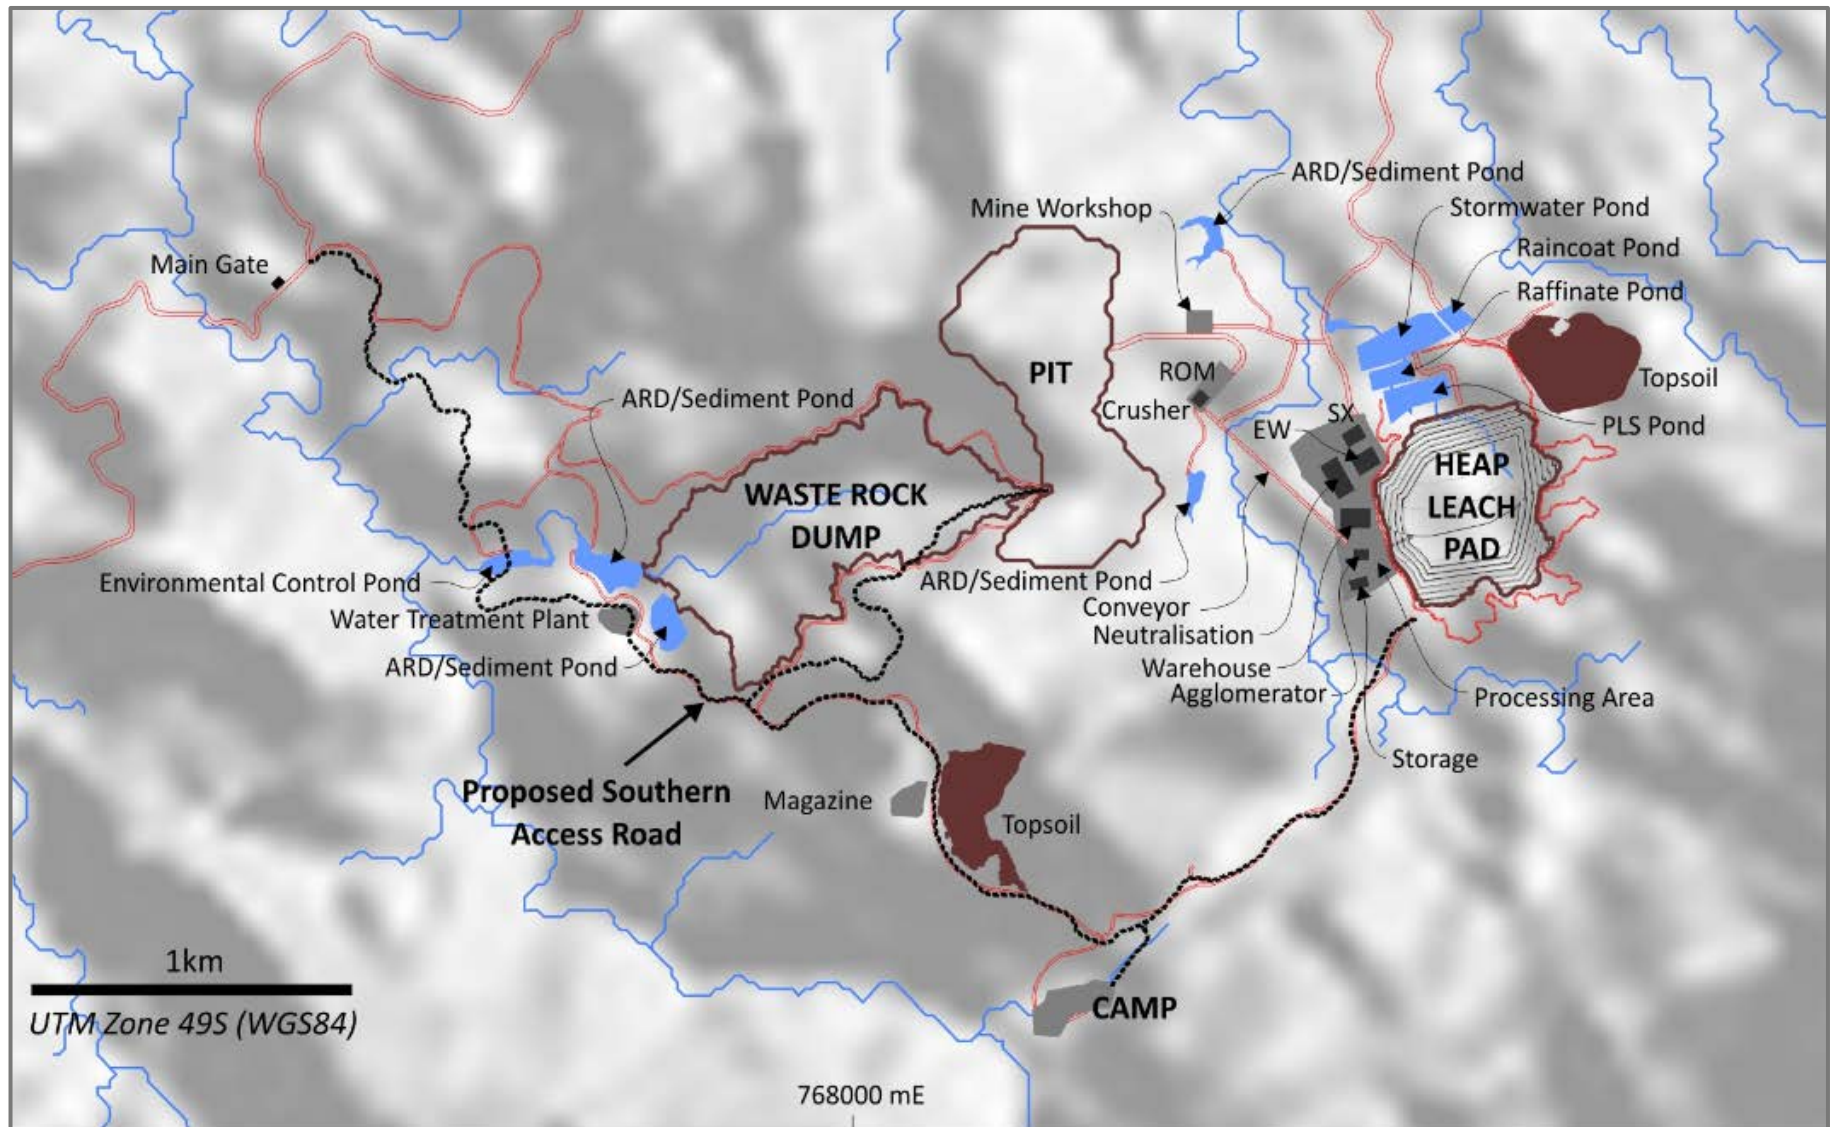 ARD/Sediment Pond
Mine Workshop
Stormwater Pond
Raincoat Pond
Main Gate
Raffinate Pond
PIT
ROM
Topsoil
ARD/Sediment Pond
Crusher
SX
EW
PLS Pond
HEAP
LEACH
PAD
WASTE ROCK
DUMP
Environmental Control Pond
ARD/Sediment Pond
Conveyor
Water Treatment Plant
Neutralisation
ARD/Sediment Pond
Warehouse
Agglomerator
Processing Area
Storage
Proposed Southern
Access Road
Magazine
Topsoil
1km
UTM Zone 49S (WGS84)
CAMP
768000 mE